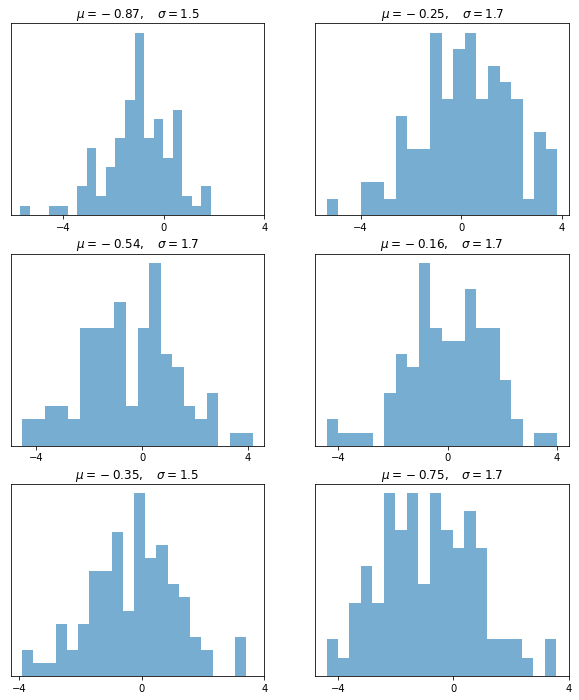 μ = −0.87, σ = 1.5
−4 0 4
μ = −0.25, σ = 1.7
−4 0 4
μ = −0.54, σ = 1.7
−4 0 4
μ = −0.16, σ = 1.7
−4 0 4
μ = −0.35, σ = 1.5
−4 0 4
μ = −0.75, σ = 1.7
−4 0 4